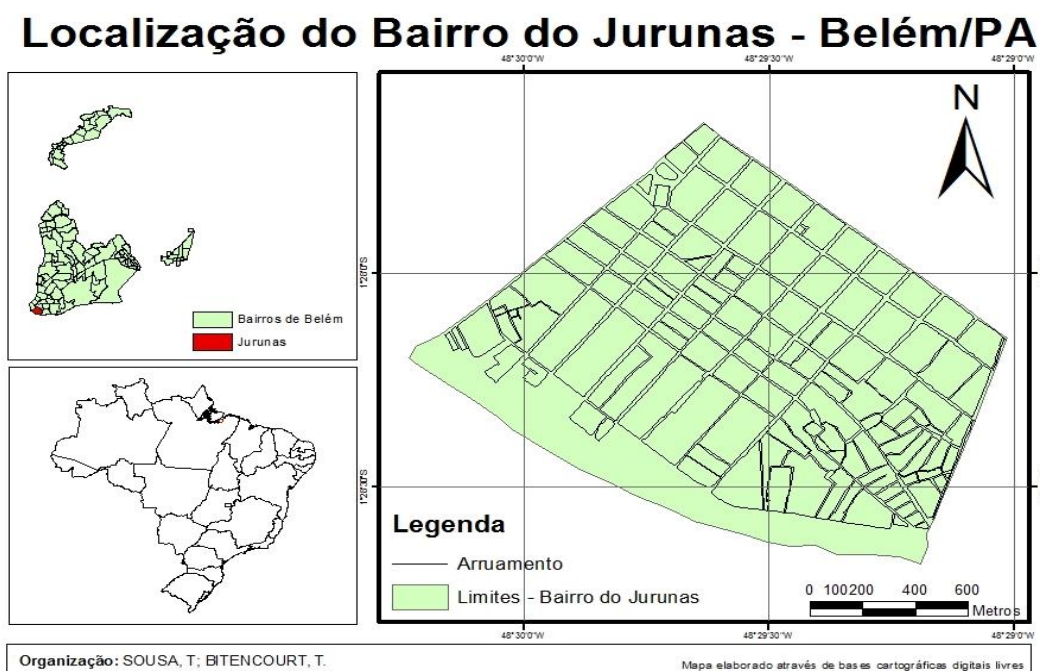 Localização do Bairro do Jurunas - Belém/PA
48°30'0"W
48°29'30"W
48°29'0"W
Bairros de Belém
Jurunas
N
1°28'0"S
1°28'30"S
Legenda
Arruamento
Limites - Bairro do Jurunas
0 100 200 400 600
Metros
48°30'0"W
48°29'30"W
48°29'0"W
Organização: SOUSA, T; BITENCOURT, T.
Mapa elaborado através de bases cartográficas digitais livres